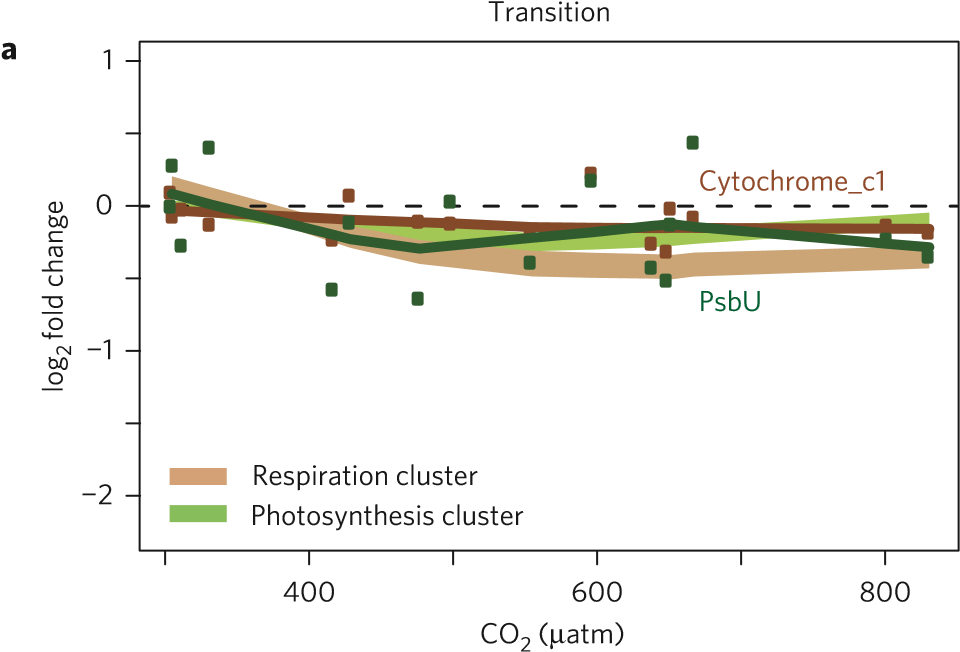 Transition
a
1
0
−1
−2
log2 fold change
Cytochrome_c1
PsbU
Respiration cluster
Photosynthesis cluster
400
600
800
CO2 (µatm)